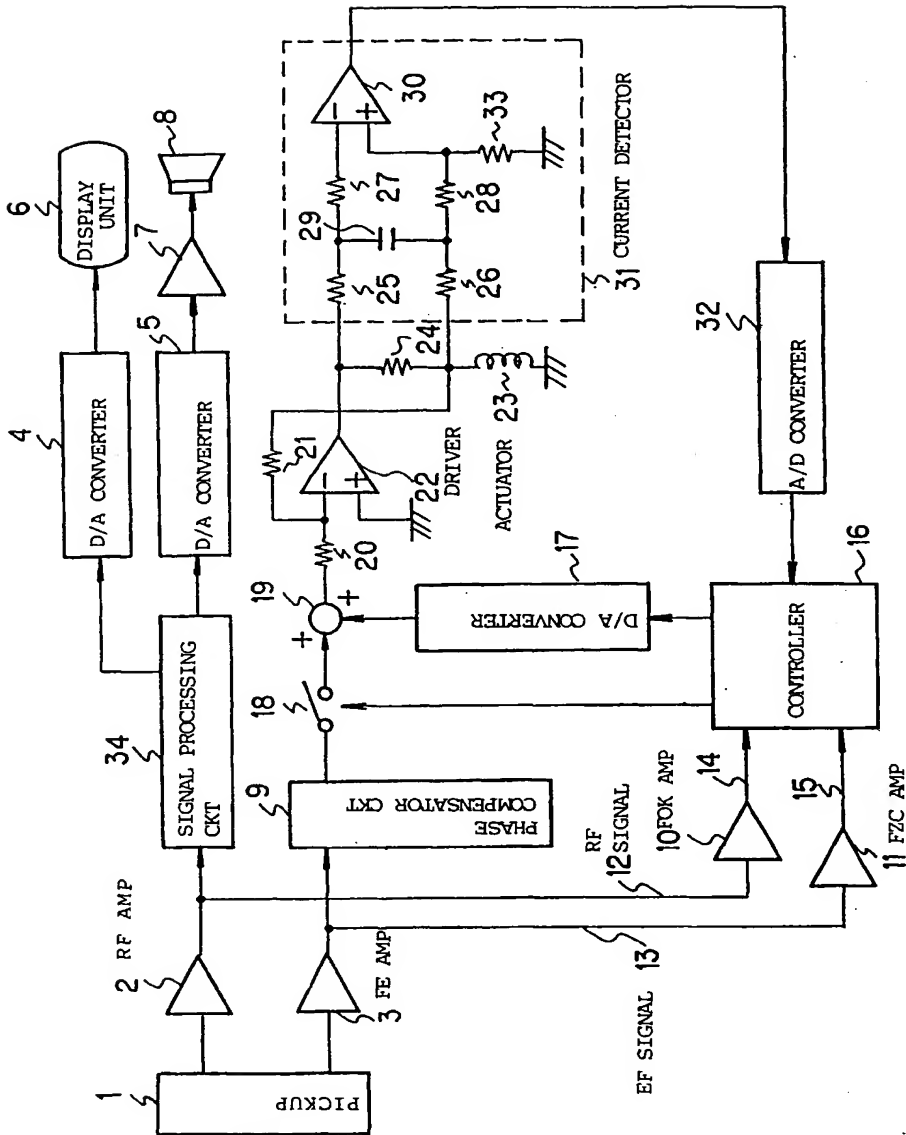 6
DISPLAY
UNIT
8
7
4
D/A CONVERTER
5
D/A CONVERTER
34
SIGNAL PROCESSING
CKT
2 RF AMP
3 FE AMP
1
PICKUP
9
PHASE
COMPENSATOR CKT
18
+
19
+
20
21
-
+
22
DRIVER
24
ACTUATOR
23
25
26
29
27
28
-
+
30
33
31 CURRENT DETECTOR
32
A/D CONVERTER
17
D/A CONVERTER
16
CONTROLLER
14
15
10 FOK AMP
11 FZC AMP
RF
12 SIGNAL
EF SIGNAL 13